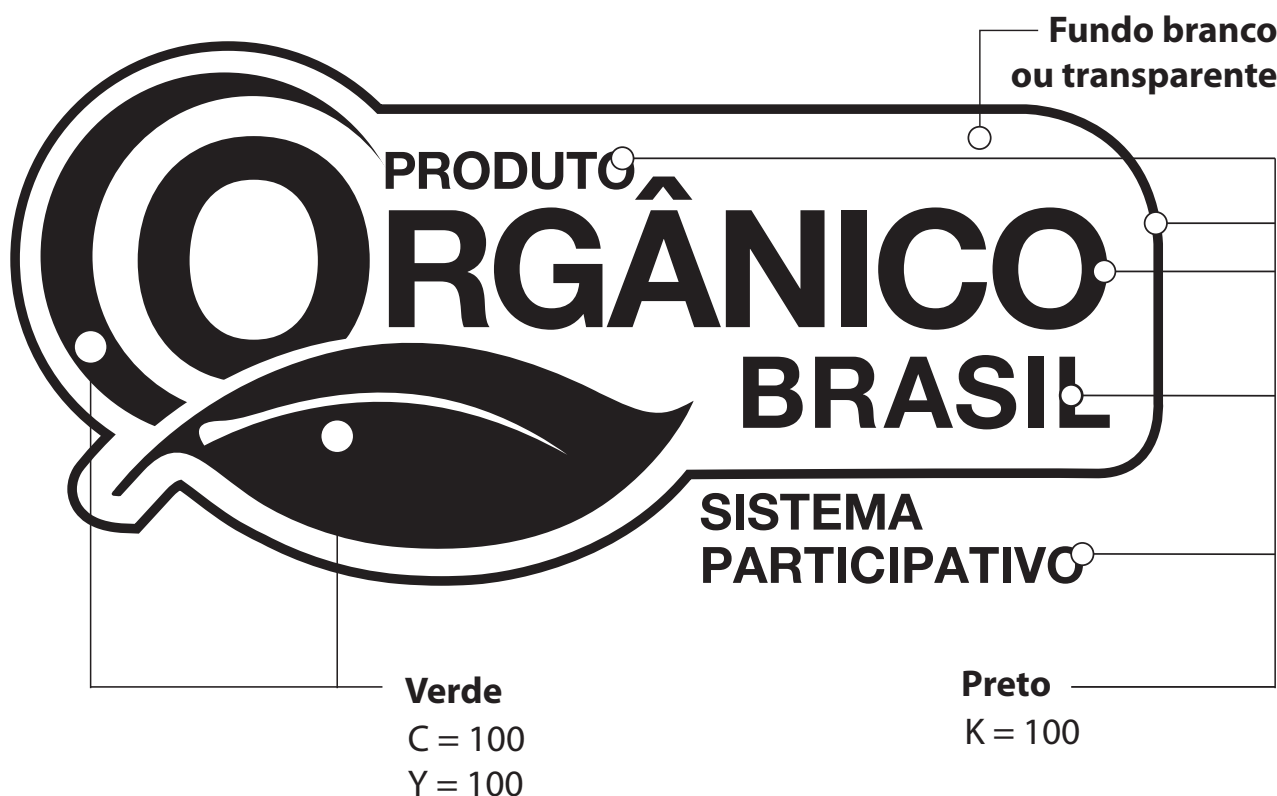 Fundo branco
ou transparente
PRODUTO
ORGÂNICO
BRASIL
SISTEMA
PARTICIPATIVO
Verde
C = 100
Y = 100
Preto
K = 100